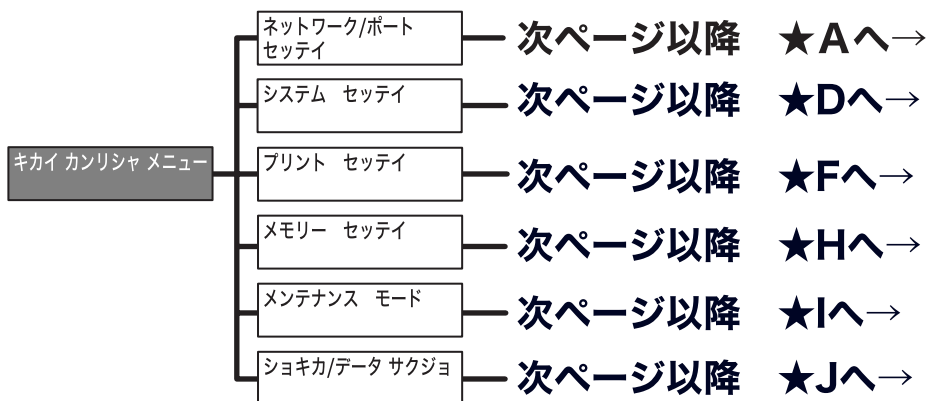 キカイ カンリシャ メニュー
ネットワーク/ポート
セッテイ
次ページ以降　★Aへ→
システム　セッテイ
次ページ以降　★Dへ→
プリント　セッテイ
次ページ以降　★Fへ→
メモリー　セッテイ
次ページ以降　★Hへ→
メンテナンス　モード
次ページ以降　★Iへ→
ショキカ/データ サクジョ
次ページ以降　★Jへ→